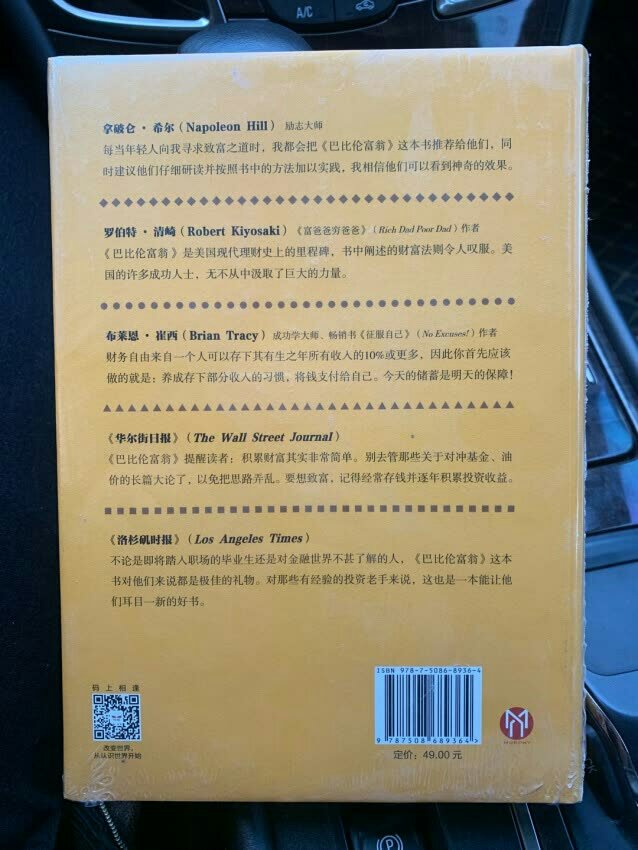 A/C
拿破仑·希尔（Napoleon Hill） 励志大师
每当年轻人向我寻求致富之道时，我都会把《巴比伦富翁》这本书推荐给他们，同
时建议他们仔细研读并按照书中的方法加以实践，我相信他们可以看到神奇的效果。
罗伯特·清崎（Robert Kiyosaki）《富爸爸穷爸爸》（Rich Dad Poor Dad）作者
《巴比伦富翁》是美国现代理财史上的里程碑，书中阐述的财富法则令人叹服。美
国的许多成功人士，无不从中汲取了巨大的力量。
布莱恩·崔西（Brian Tracy）成功学大师、畅销书《征服自己》（No Excuses!）作者
财务自由来自一个人可以存下其有生之年所有收入的10%或更多，因此你首先应该
做的就是：养成存下部分收入的习惯，将钱支付给自己。今天的储蓄是明天的保障！
《华尔街日报》（The Wall Street Journal）
《巴比伦富翁》提醒读者：积累财富其实非常简单。别去管那些关于对冲基金、油
价的长篇大论了，以免把思路弄乱。要想致富，记得经常存钱并逐年积累投资收益。
《洛杉矶时报》（Los Angeles Times）
不论是即将踏入职场的毕业生还是对金融世界不甚了解的人，《巴比伦富翁》这本
书对他们来说都是极佳的礼物。对那些有经验的投资老手来说，这也是一本能让他
们耳目一新的好书。
码上相逢
改变世界，
从认识世界开始
ISBN 978-7-5086-8936-4
9 787508 689364 >
定价：49.00 元
MURPHY
P